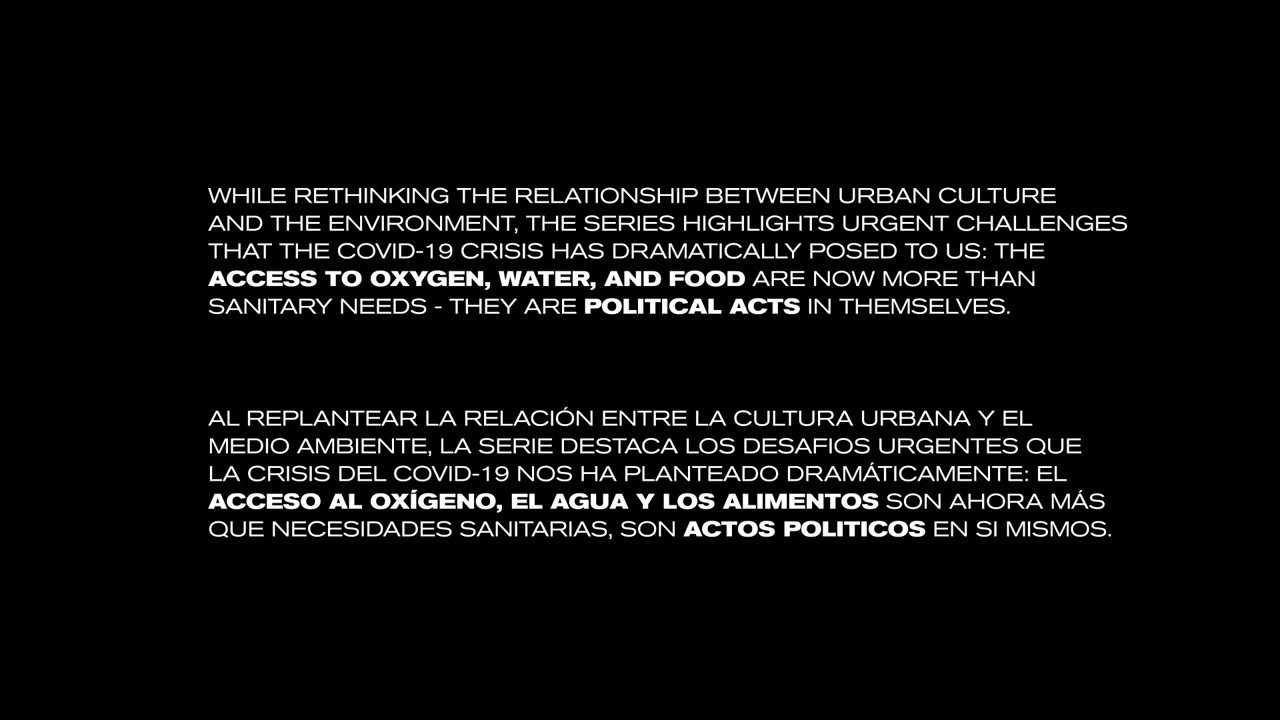 WHILE RETHINKING THE RELATIONSHIP BETWEEN URBAN CULTURE
AND THE ENVIRONMENT, THE SERIES HIGHLIGHTS URGENT CHALLENGES
THAT THE COVID-19 CRISIS HAS DRAMATICALLY POSED TO US: THE
ACCESS TO OXYGEN, WATER, AND FOOD ARE NOW MORE THAN
SANITARY NEEDS - THEY ARE POLITICAL ACTS IN THEMSELVES.
AL REPLANTEAR LA RELACIÓN ENTRE LA CULTURA URBANA Y EL
MEDIO AMBIENTE, LA SERIE DESTACA LOS DESAFIOS URGENTES QUE
LA CRISIS DEL COVID-19 NOS HA PLANTEADO DRAMÁTICAMENTE: EL
ACCESO AL OXÍGENO, EL AGUA Y LOS ALIMENTOS SON AHORA MÁS
QUE NECESIDADES SANITARIAS, SON ACTOS POLITICOS EN SI MISMOS.